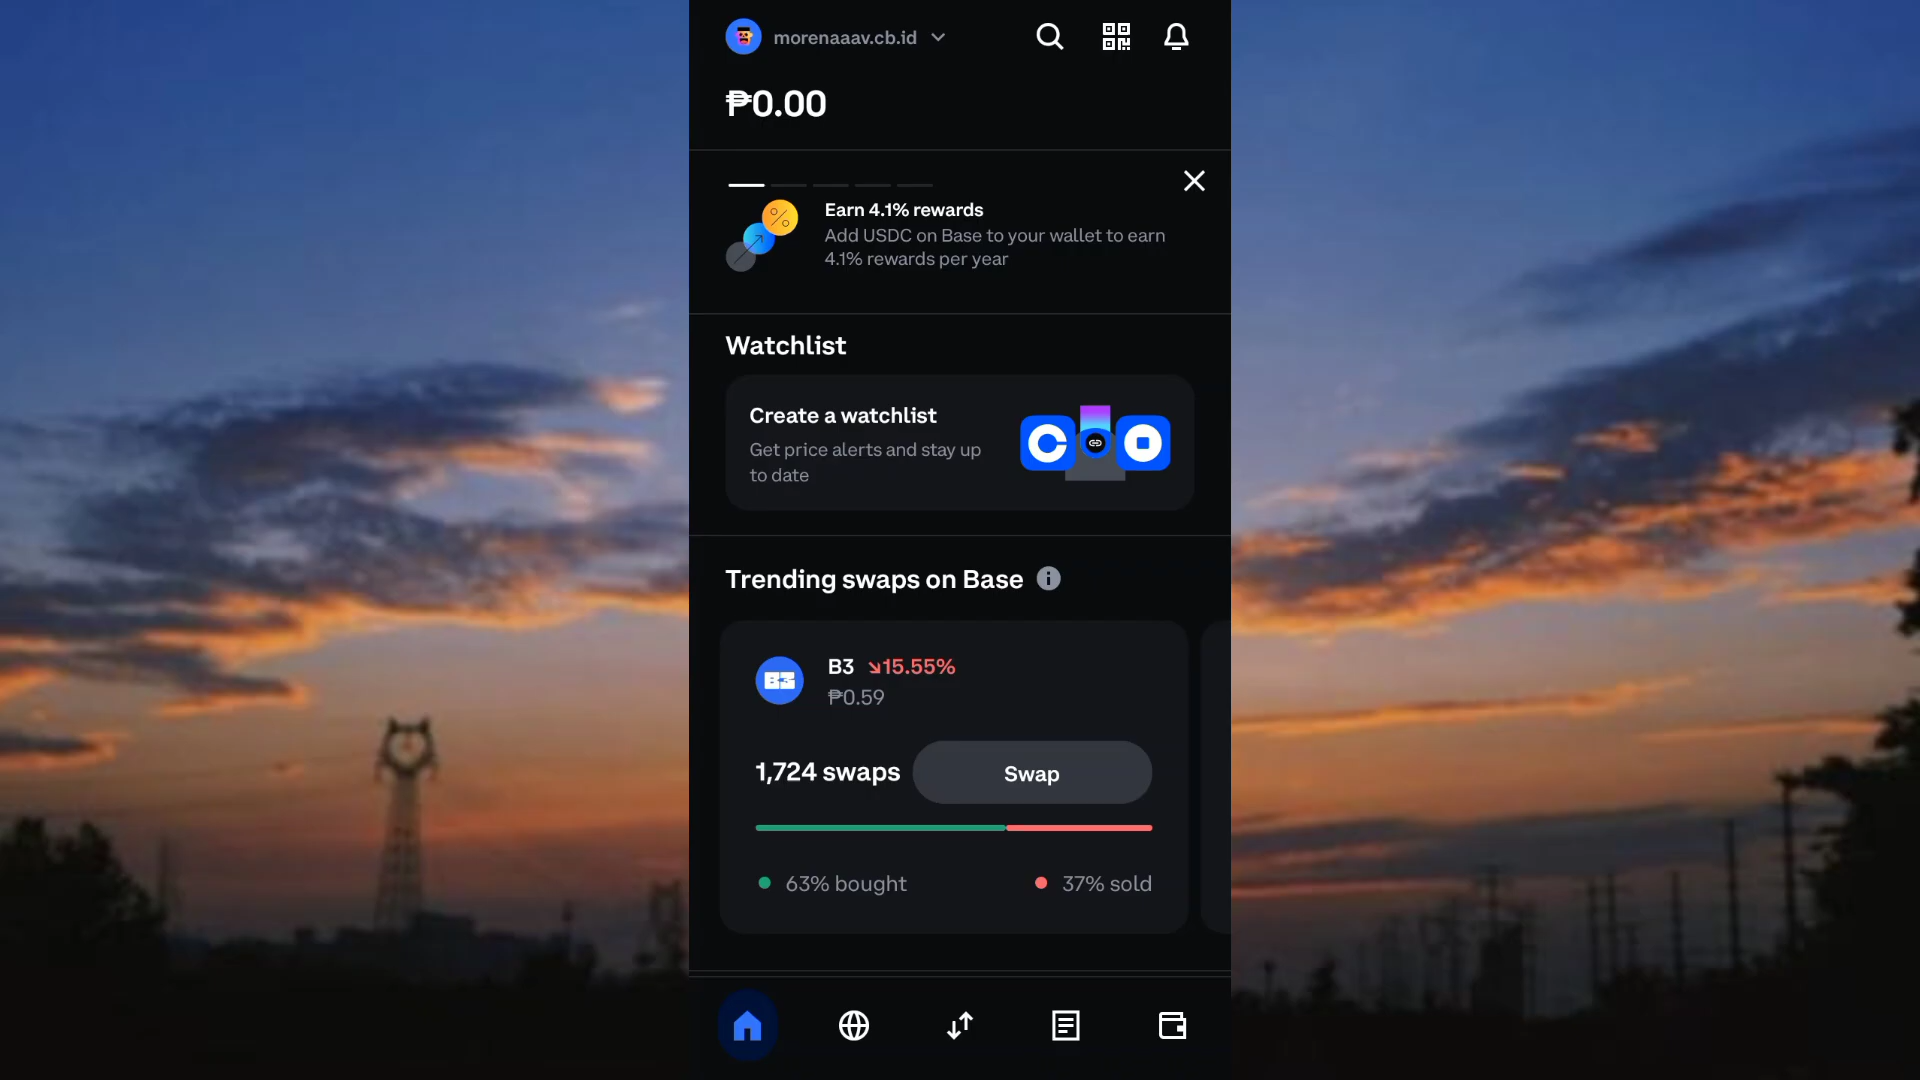 morenaaav.cb.id
₱0.00
Earn 4.1% rewards
Add USDC on Base to your wallet to earn
4.1% rewards per year
Watchlist
Create a watchlist
Get price alerts and stay up
to date
Trending swaps on Base
B3 ↘15.55%
₱0.59
1,724 swaps
Swap
63% bought
37% sold